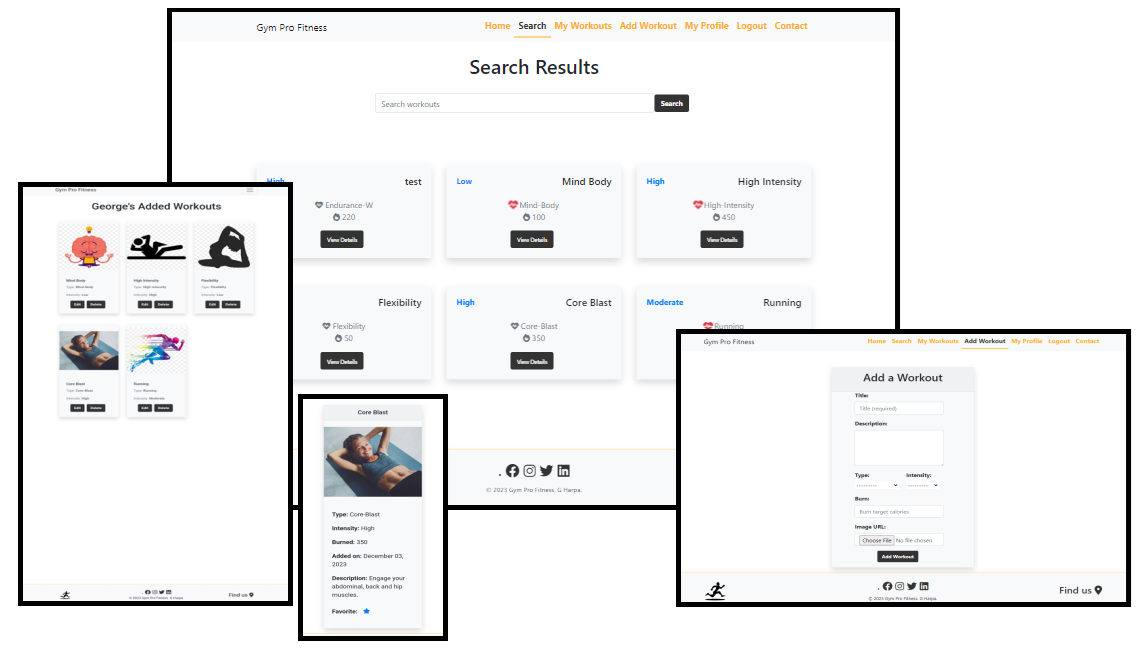 Gym Pro Fitness
Home Search My Workouts Add Workout My Profile Logout Contact
Search Results
Search workouts Search
High test
Endurance-W
220
View Details
Low Mind Body
Mind-Body
100
View Details
High High Intensity
High-Intensity
450
View Details
Flexibility
Flexibility
50
View Details
High Core Blast
Core-Blast
350
View Details
Moderate Running
Running
© 2023 Gym Pro Fitness. G Harpa.
Gym Pro Fitness
George's Added Workouts
Mind Body
Type: Mind-Body
Intensity: Low
Edit Delete
High Intensity
Type: High-Intensity
Intensity: High
Edit Delete
Flexibility
Type: Flexibility
Intensity: Low
Edit Delete
Core Blast
Type: Core-Blast
Intensity: High
Edit Delete
Running
Type: Running
Intensity: Moderate
Edit Delete
© 2023 Gym Pro Fitness. G Harpa.
Find us
Core Blast
Type: Core-Blast
Intensity: High
Burned: 350
Added on: December 03,
2023
Description: Engage your
abdominal, back and hip
muscles.
Favorite:
Gym Pro Fitness
Home Search My Workouts Add Workout My Profile Logout Contact
Add a Workout
Title:
Title (required)
Description:
Type: Intensity:
--------- ---------
Burn:
Burn target calories
Image URL:
Choose File No file chosen
Add Workout
© 2023 Gym Pro Fitness. G Harpa.
Find us